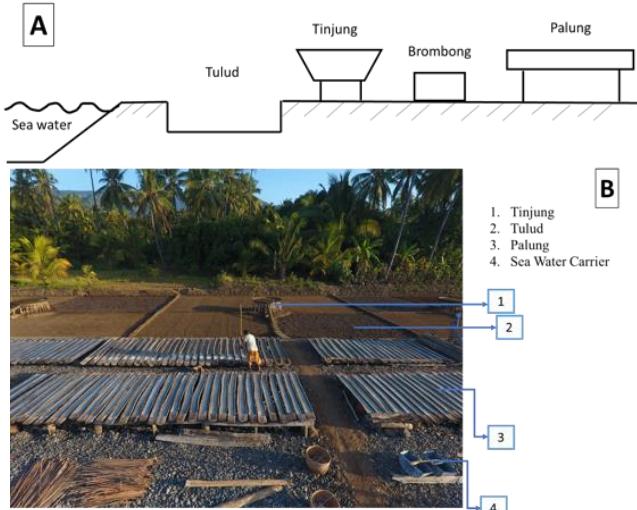 A
Tinjung
Palung
Brombong
Tulud
Sea water
B
1. Tinjung
2. Tulud
3. Palung
4. Sea Water Carrier
1
2
3
4